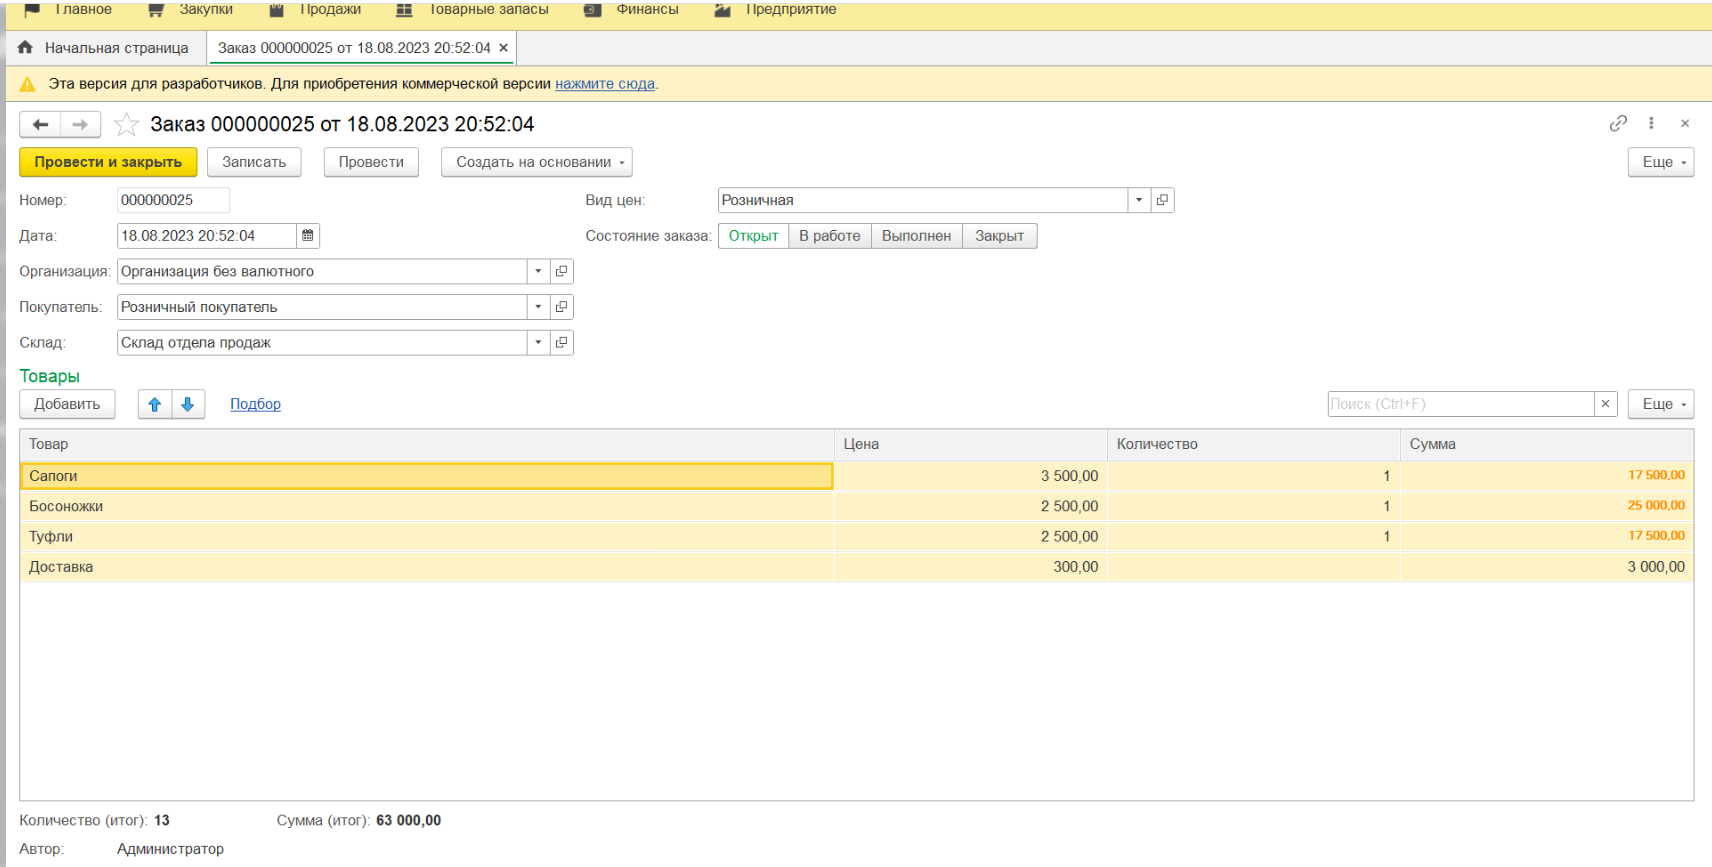 Главное Закупки Продажи Товарные запасы Финансы Предприятие
Начальная страница Заказ 000000025 от 18.08.2023 20:52:04 ×
Эта версия для разработчиков. Для приобретения коммерческой версии нажмите сюда.
Заказ 000000025 от 18.08.2023 20:52:04
Провести и закрыть Записать Провести Создать на основании Еще
Номер: 000000025 Вид цен: Розничная
Дата: 18.08.2023 20:52:04 Состояние заказа: Открыт В работе Выполнен Закрыт
Организация: Организация без валютного
Покупатель: Розничный покупатель
Склад: Склад отдела продаж
Товары
Добавить Подбор Поиск (Ctrl+F) × Еще
Товар Цена Количество Сумма
Сапоги 3 500,00 1 17 500,00
Босоножки 2 500,00 1 25 000,00
Туфли 2 500,00 1 17 500,00
Доставка 300,00 3 000,00
Количество (итог): 13 Сумма (итог): 63 000,00
Автор: Администратор